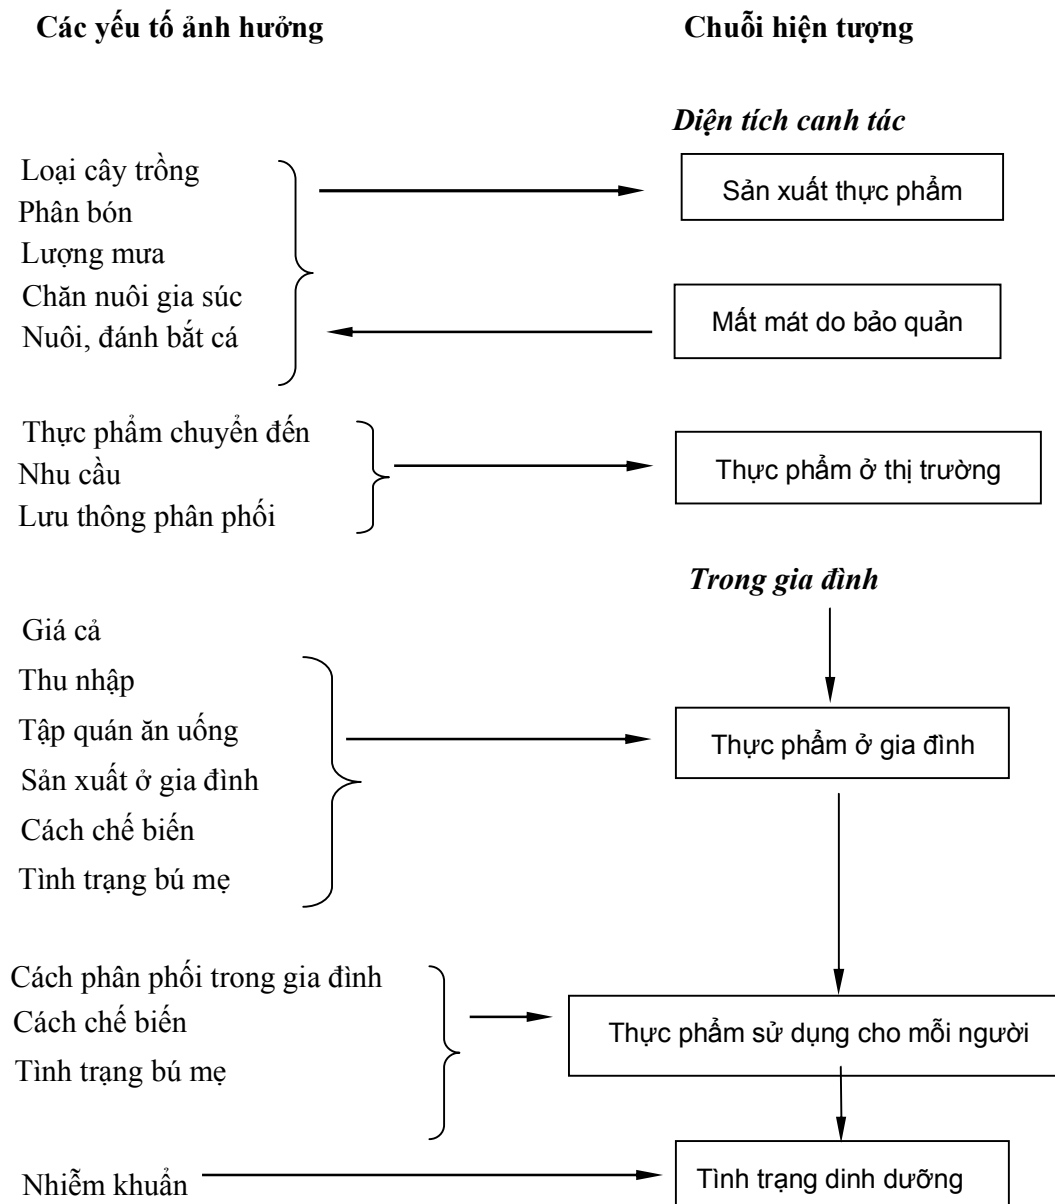 Các yếu tố ảnh hưởng
Chuỗi hiện tượng
Diện tích canh tác
Loại cây trồng
Phân bón
Lượng mưa
Chăn nuôi gia súc
Nuôi, đánh bắt cá
Sản xuất thực phẩm
Mất mát do bảo quản
Thực phẩm chuyển đến
Nhu cầu
Lưu thông phân phối
Thực phẩm ở thị trường
Trong gia đình
Giá cả
Thu nhập
Tập quán ăn uống
Sản xuất ở gia đình
Cách chế biến
Tình trạng bú mẹ
Thực phẩm ở gia đình
Cách phân phối trong gia đình
Cách chế biến
Tình trạng bú mẹ
Thực phẩm sử dụng cho mỗi người
Nhiễm khuẩn
Tình trạng dinh dưỡng